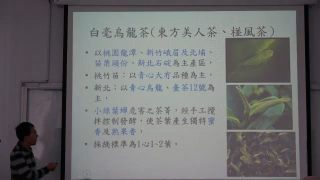 白毫烏龍茶(東方美人茶、椪風茶)
• 以桃園龍潭、新竹峨眉及北埔、
苗栗頭份、新北石碇為主產區。
• 桃竹苗：以青心大冇品種為主。
• 新北：以青心烏龍、臺茶12號為
主。
• 小綠葉蟬危害之茶菁，經手工攪
拌控制發酵，使茶葉產生獨特蜜
香及熟果香。
• 採摘標準為1心1-2葉。